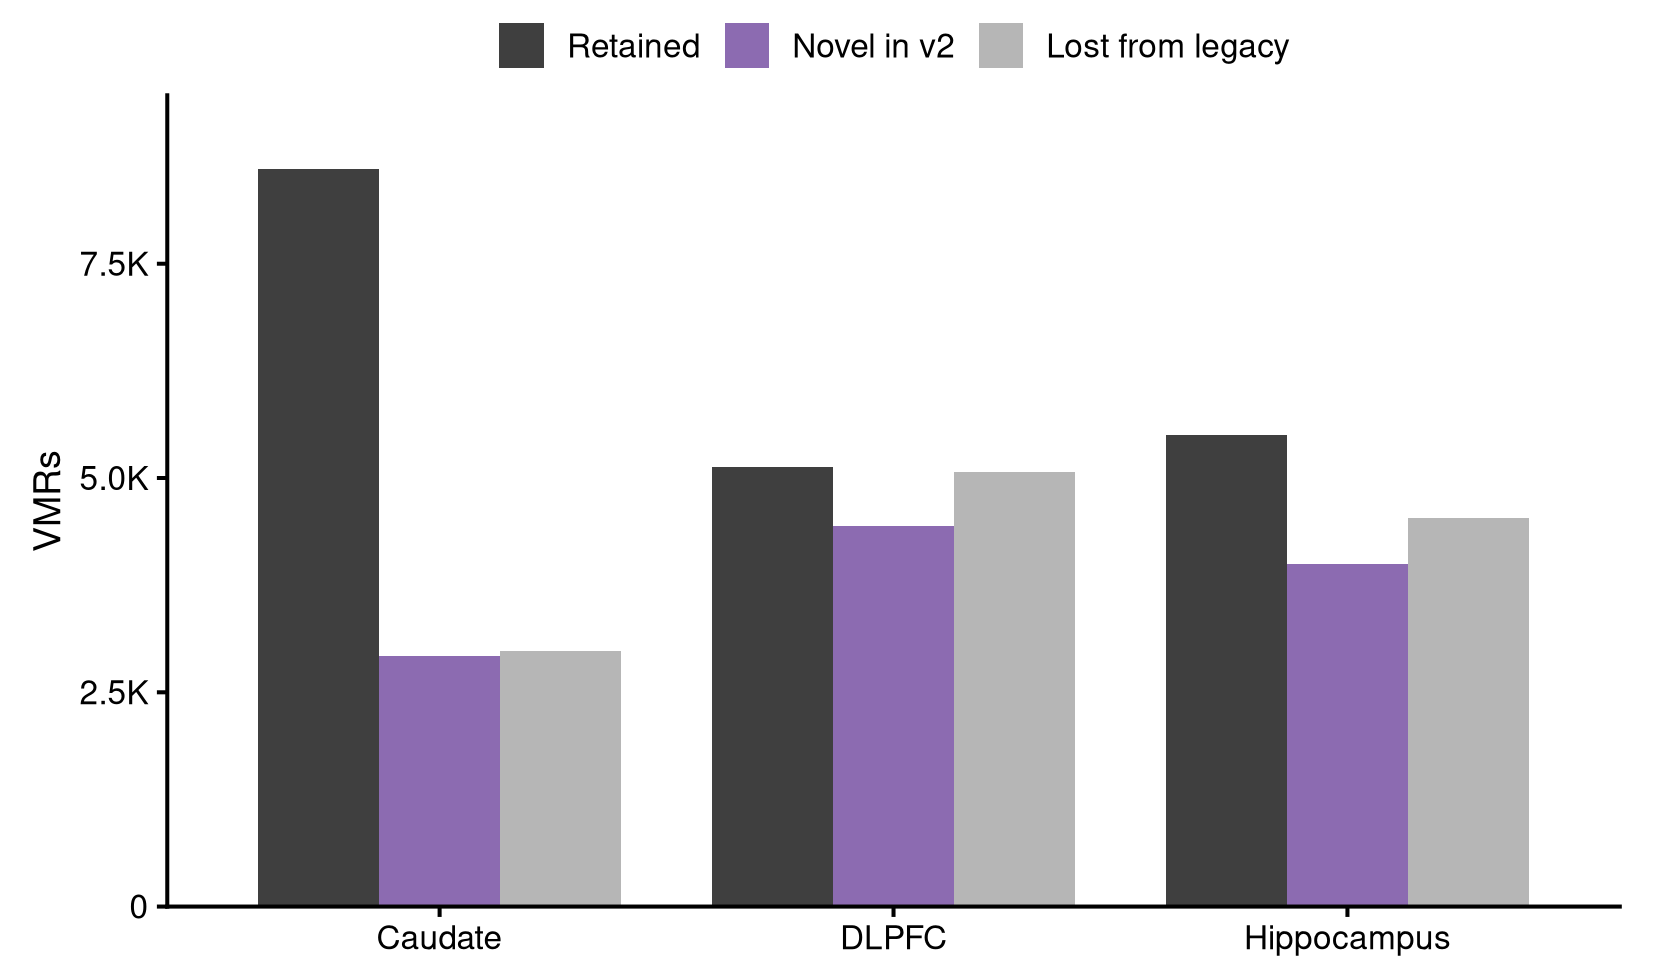 Retained Novel in v2 Lost from legacy
VMRs
7.5K
5.0K
2.5K
0
Caudate DLPFC Hippocampus